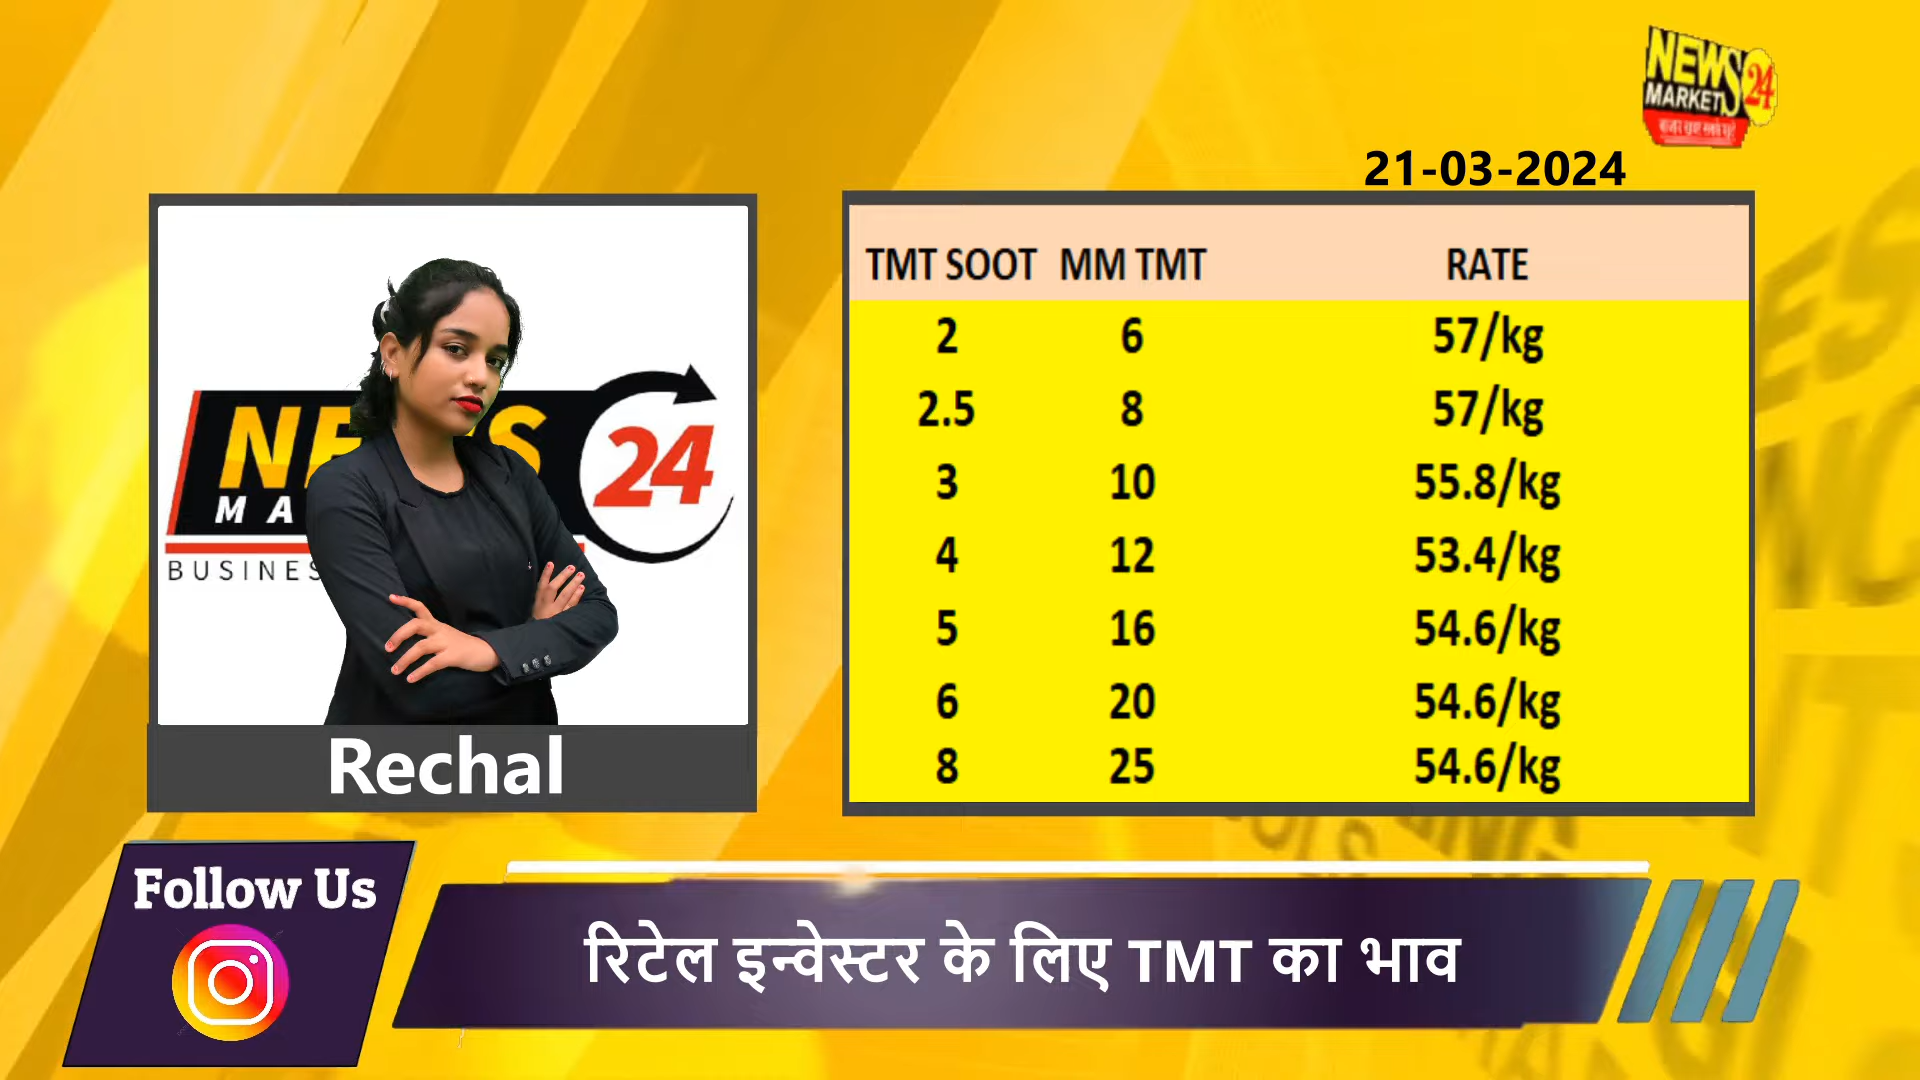 NEWS 24
MARKET
21-03-2024
TMT SOOT MM TMT RATE
2 6 57/kg
2.5 8 57/kg
3 10 55.8/kg
4 12 53.4/kg
5 16 54.6/kg
6 20 54.6/kg
8 25 54.6/kg
24
MA
BUSINES
Rechal
Follow Us
रिटेल इन्वेस्टर के लिए TMT का भाव